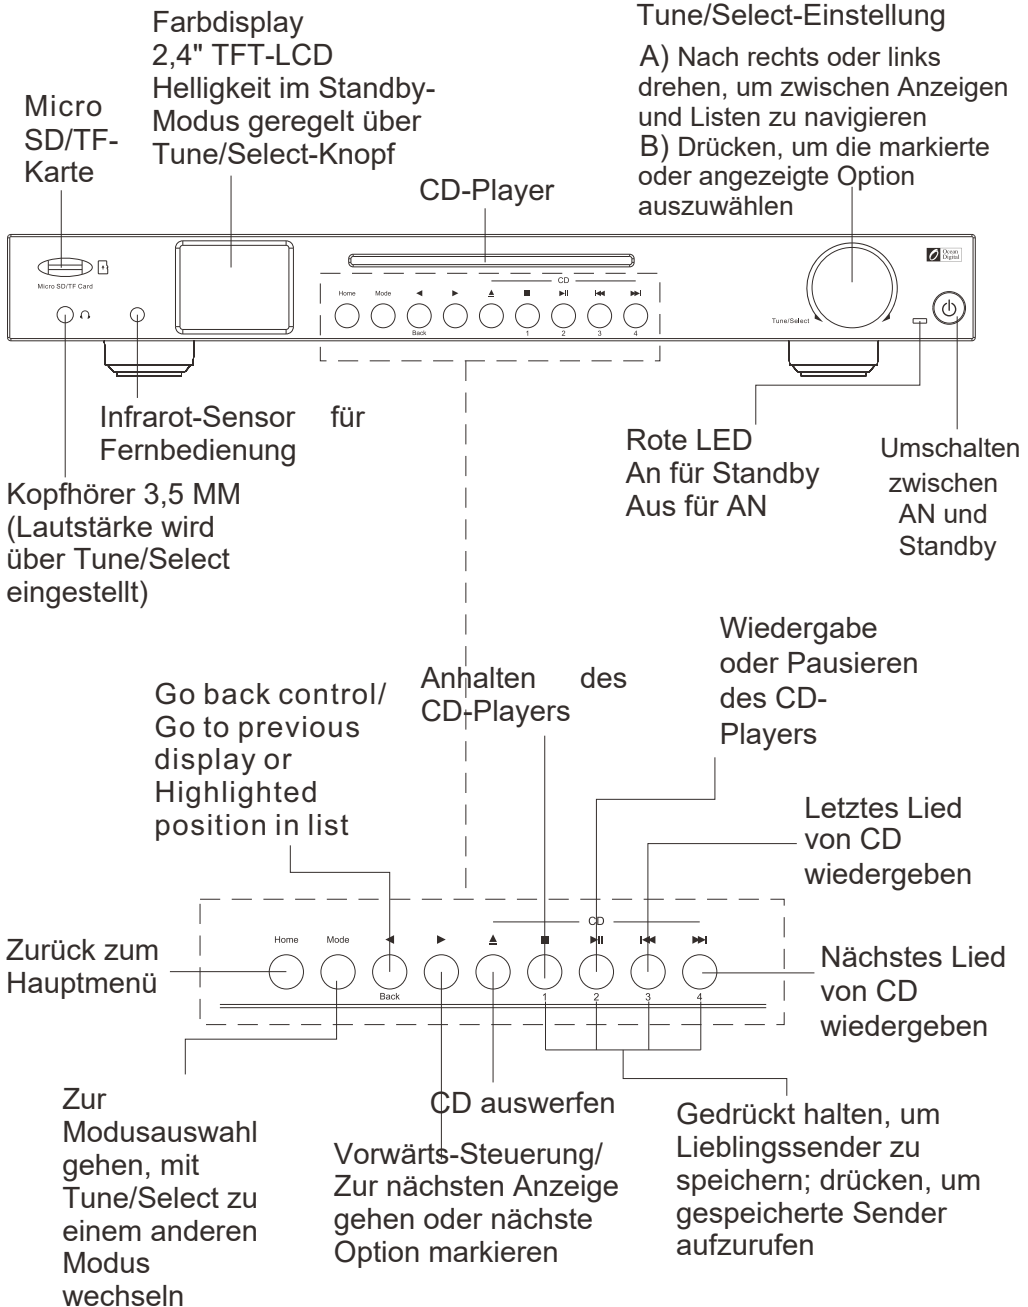 Farbdisplay
2,4" TFT-LCD
Helligkeit im Standby-
Modus geregelt über
Tune/Select-Knopf
Tune/Select-Einstellung
A) Nach rechts oder links
drehen, um zwischen Anzeigen
und Listen zu navigieren
B) Drücken, um die markierte
oder angezeigte Option
auszuwählen
Micro
SD/TF-
Karte
CD-Player
Ocean
Digital
Micro SD/TF Card
CD
Home
Mode
Back
1
2
3
4
Tune/Select
Infrarot-Sensor für
Fernbedienung
Rote LED
An für Standby
Aus für AN
Umschalten
zwischen
AN und
Standby
Kopfhörer 3,5 MM
(Lautstärke wird
über Tune/Select
eingestellt)
Wiedergabe
oder Pausieren
des CD-
Players
Anhalten des
CD-Players
Go back control/
Go to previous
display or
Highlighted
position in list
Letztes Lied
von CD
wiedergeben
CD
Home
Mode
Back
1
2
3
4
Zurück zum
Hauptmenü
Nächstes Lied
von CD
wiedergeben
Zur
Modusauswahl
gehen, mit
Tune/Select zu
einem anderen
Modus
wechseln
CD auswerfen
Vorwärts-Steuerung/
Zur nächsten Anzeige
gehen oder nächste
Option markieren
Gedrückt halten, um
Lieblingssender zu
speichern; drücken, um
gespeicherte Sender
aufzurufen